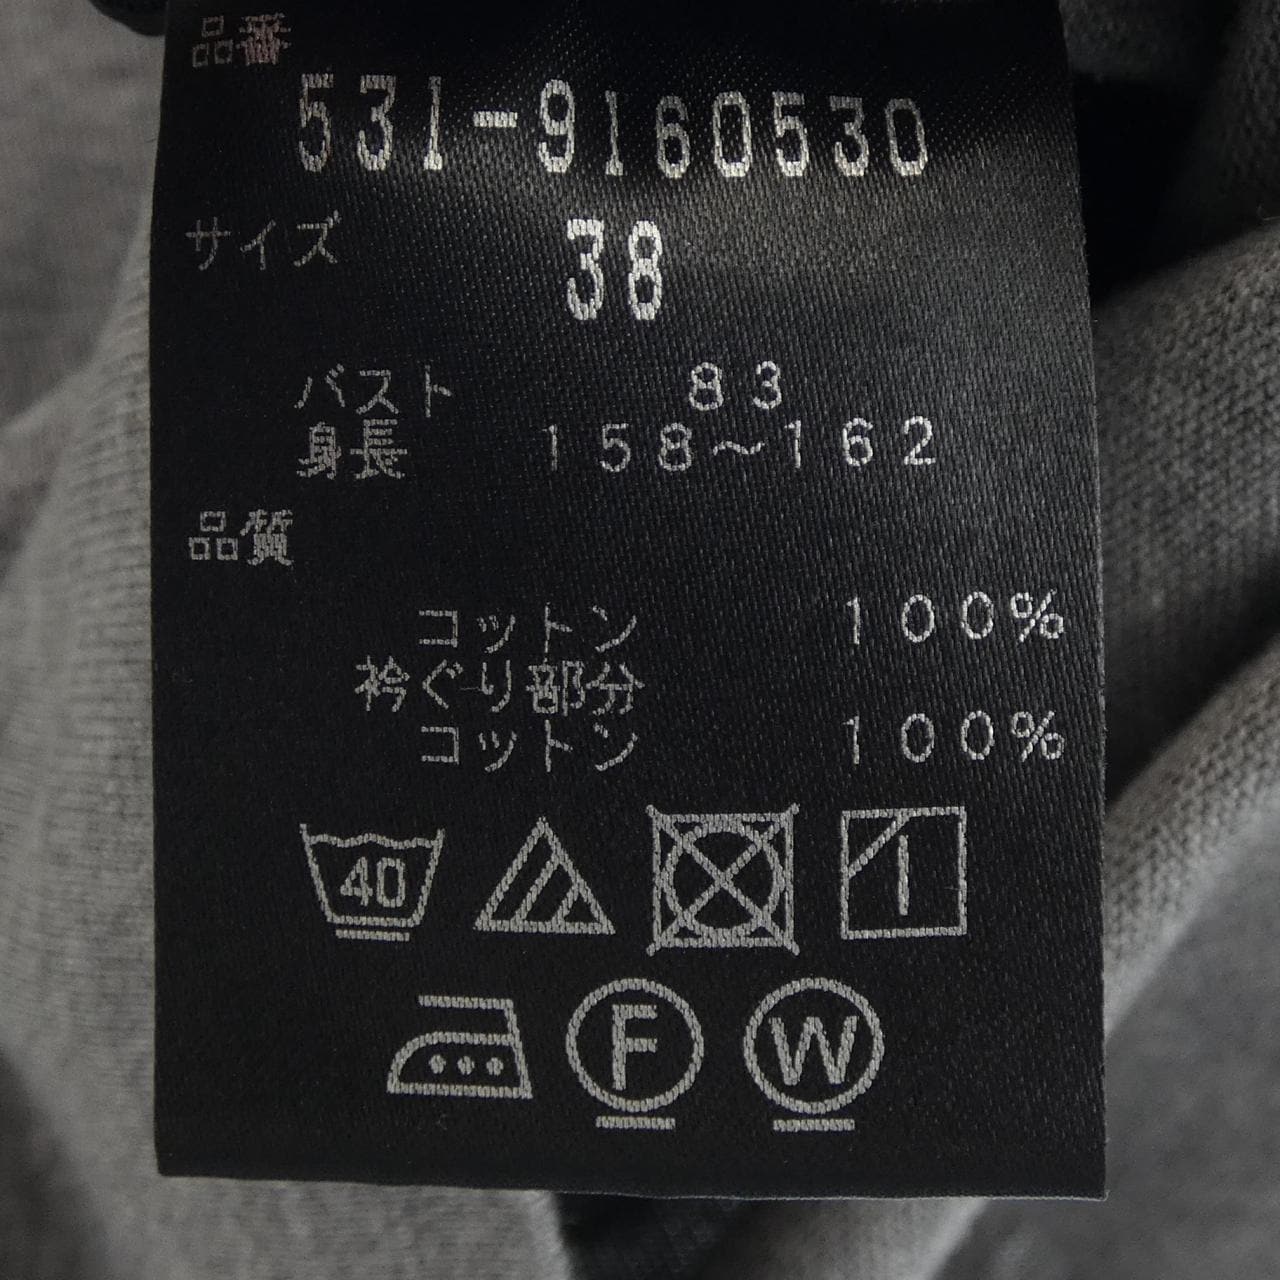 品番
531-9160530
サイズ 38
バスト 83
身長 158～162
品質
コットン 100%
衿ぐり部分
コットン 100%
40
F W